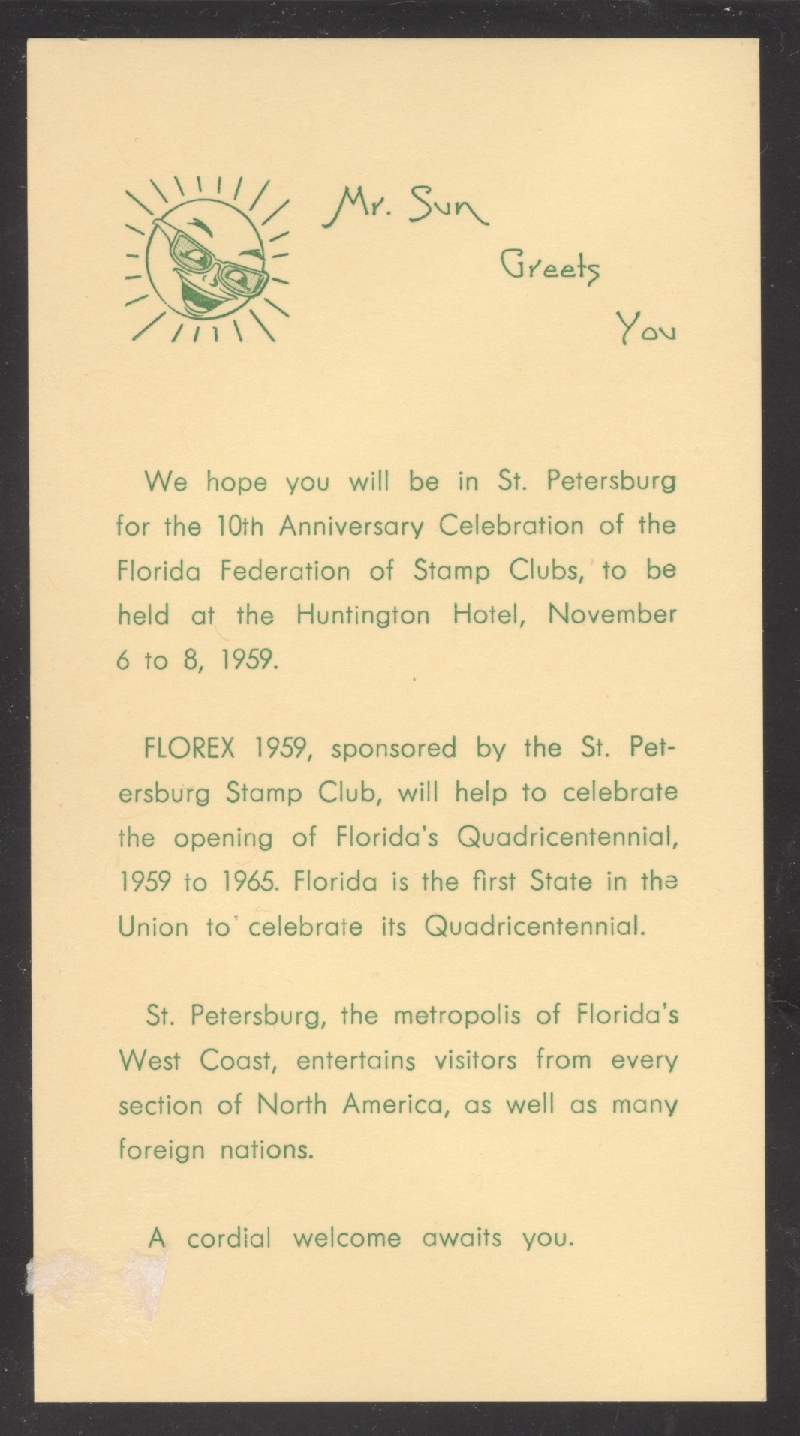 Mr. Sun
Greets
You
We hope you will be in St. Petersburg
for the 10th Anniversary Celebration of the
Florida Federation of Stamp Clubs, to be
held at the Huntington Hotel, November
6 to 8, 1959.
FLOREX 1959, sponsored by the St. Pet-
ersburg Stamp Club, will help to celebrate
the opening of Florida's Quadricentennial,
1959 to 1965. Florida is the first State in the
Union to celebrate its Quadricentennial.
St. Petersburg, the metropolis of Florida's
West Coast, entertains visitors from every
section of North America, as well as many
foreign nations.
A cordial welcome awaits you.